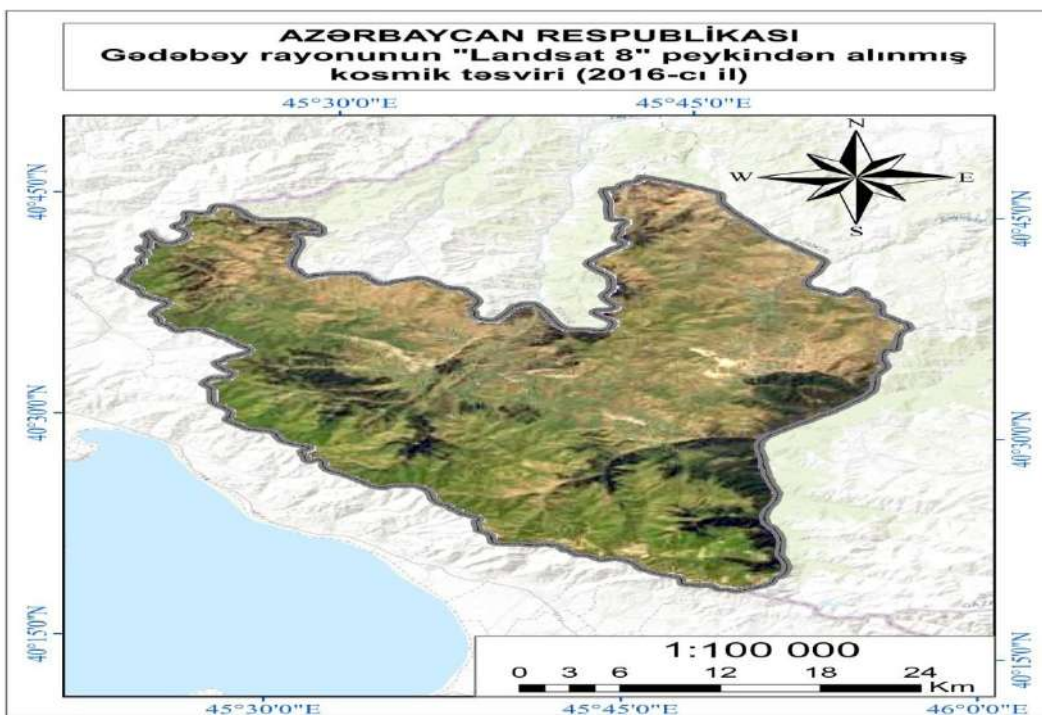 AZƏRBAYCAN RESPUBLİKASI
Gədəbəy rayonunun "Landsat 8" peykindən alınmış
kosmik təsviri (2016-cı il)
45°30'0"E 45°45'0"E
N
W E
S
40°45'0"N 40°45'0"N
40°30'0"N 40°30'0"N
40°15'0"N 40°15'0"N
1:100 000
0 3 6 12 18 24
Km
45°30'0"E 45°45'0"E 46°0'0"E